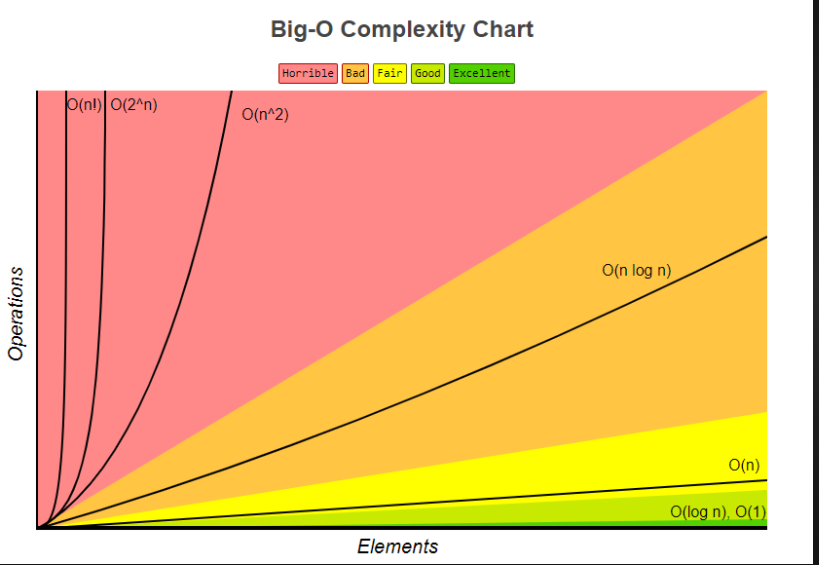 Big-O Complexity Chart
Horrible Bad Fair Good Excellent
O(n!) O(2^n)
O(n^2)
O(n log n)
O(n)
O(log n), O(1)
Operations
Elements